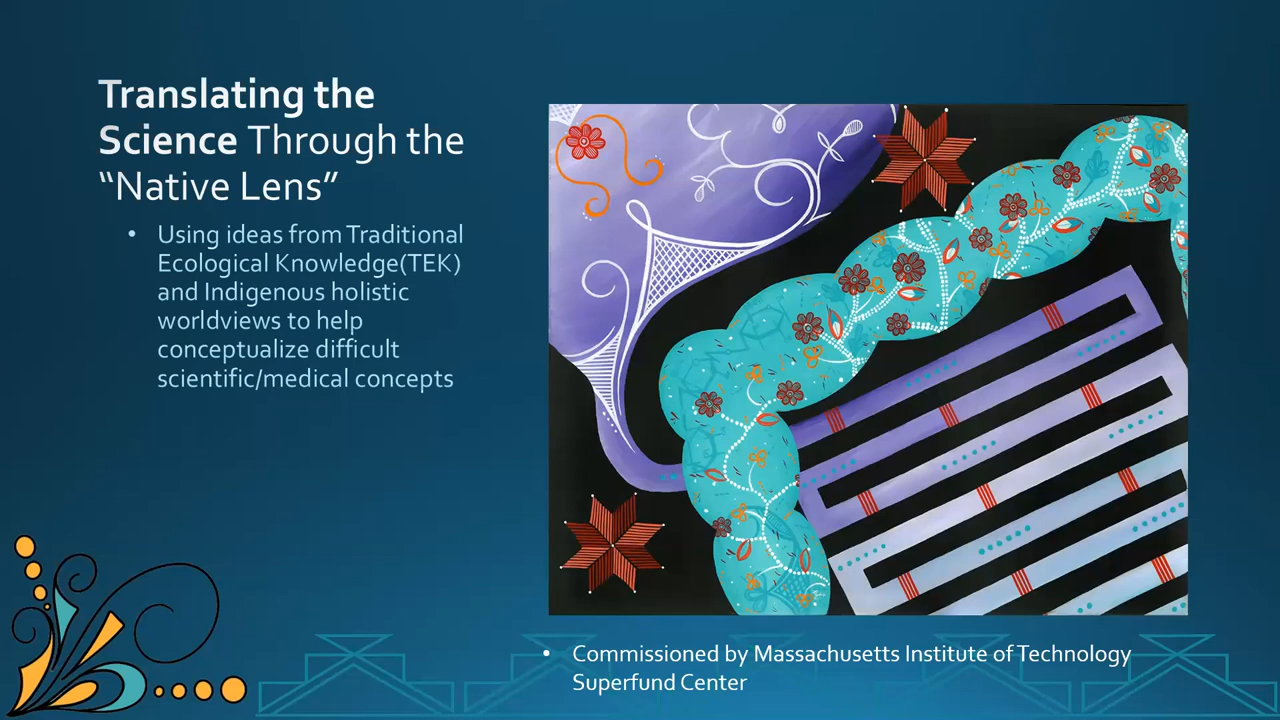 Translating the
Science Through the
“Native Lens”
• Using ideas from Traditional
Ecological Knowledge(TEK)
and Indigenous holistic
worldviews to help
conceptualize difficult
scientific/medical concepts
• Commissioned by Massachusetts Institute of Technology
Superfund Center